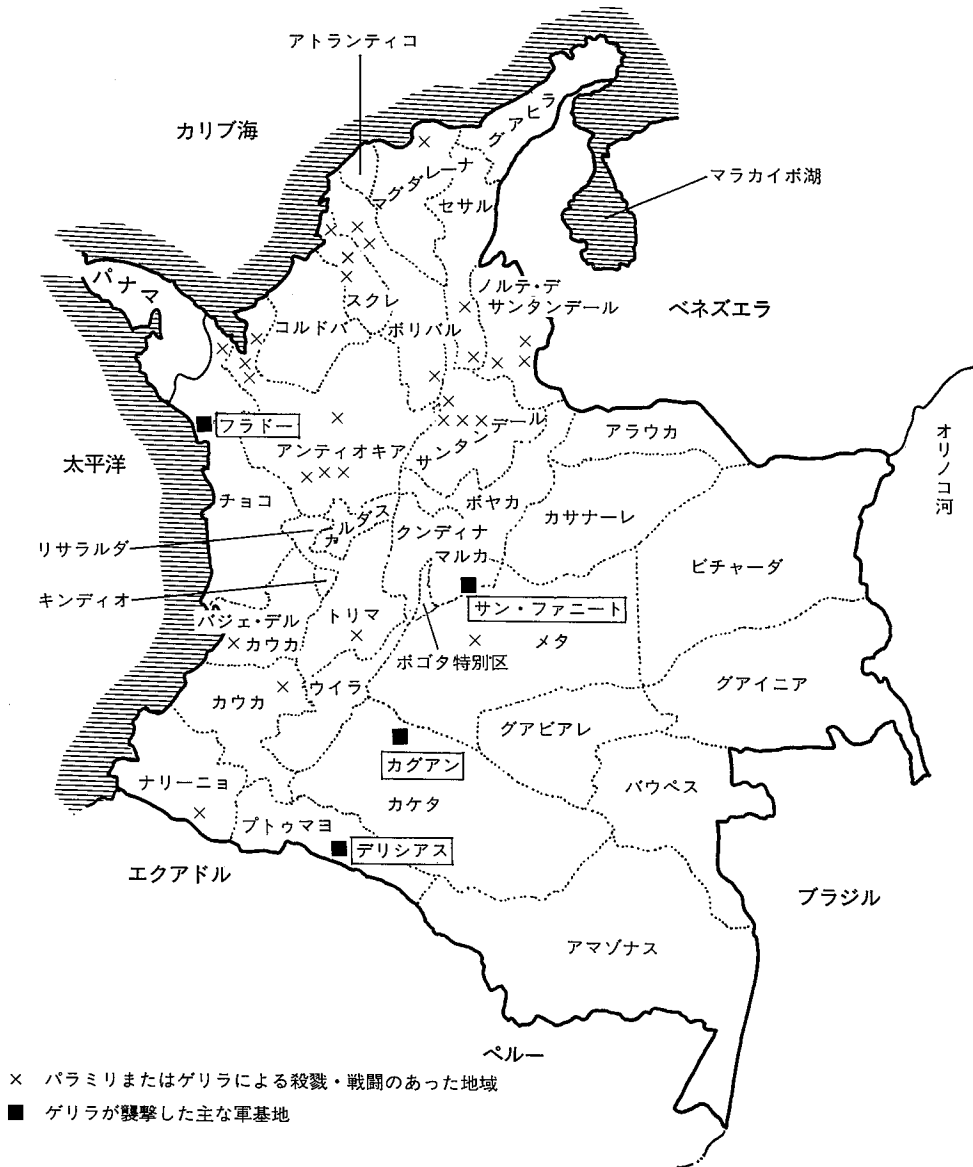 アトランティコ
カリブ海
グアヒラ
マグダレーナ
マラカイボ湖
セサル
パナマ
スクレ
ノルテ・デ
サンタンデール
ベネズエラ
コルドバ
ボリバル
フラドー
アンティオキア
サンタンデール
アラウカ
オリノコ河
太平洋
チョコ
ボヤカ
カサナーレ
カルダス
クンディナ
マルカ
リサラルダ
ビチャーダ
キンディオ
サン・ファニート
バジェ・デル
カウカ
トリマ
メタ
ボゴタ特別区
グアイニア
カウカ
ウイラ
グアビアレ
カグアン
ナリーニョ
カケタ
バウペス
プトゥマヨ
デリシアス
エクアドル
ブラジル
アマゾナス
ペルー
× パラミリまたはゲリラによる殺戮・戦闘のあった地域
■ ゲリラが襲撃した主な軍基地